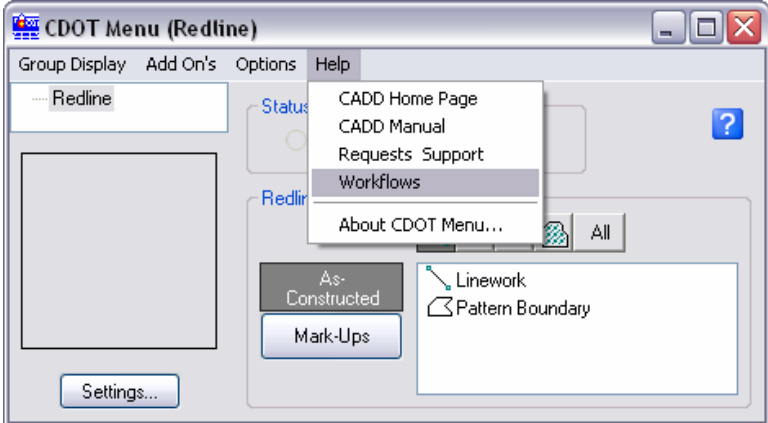 CDOT Menu (Redline)
Group Display Add On's Options Help
Redline
Status
CADD Home Page
CADD Manual
Requests Support
Workflows
About CDOT Menu...
?
Redlin
All
As-
Constructed
Mark-Ups
Linework
Pattern Boundary
Settings...